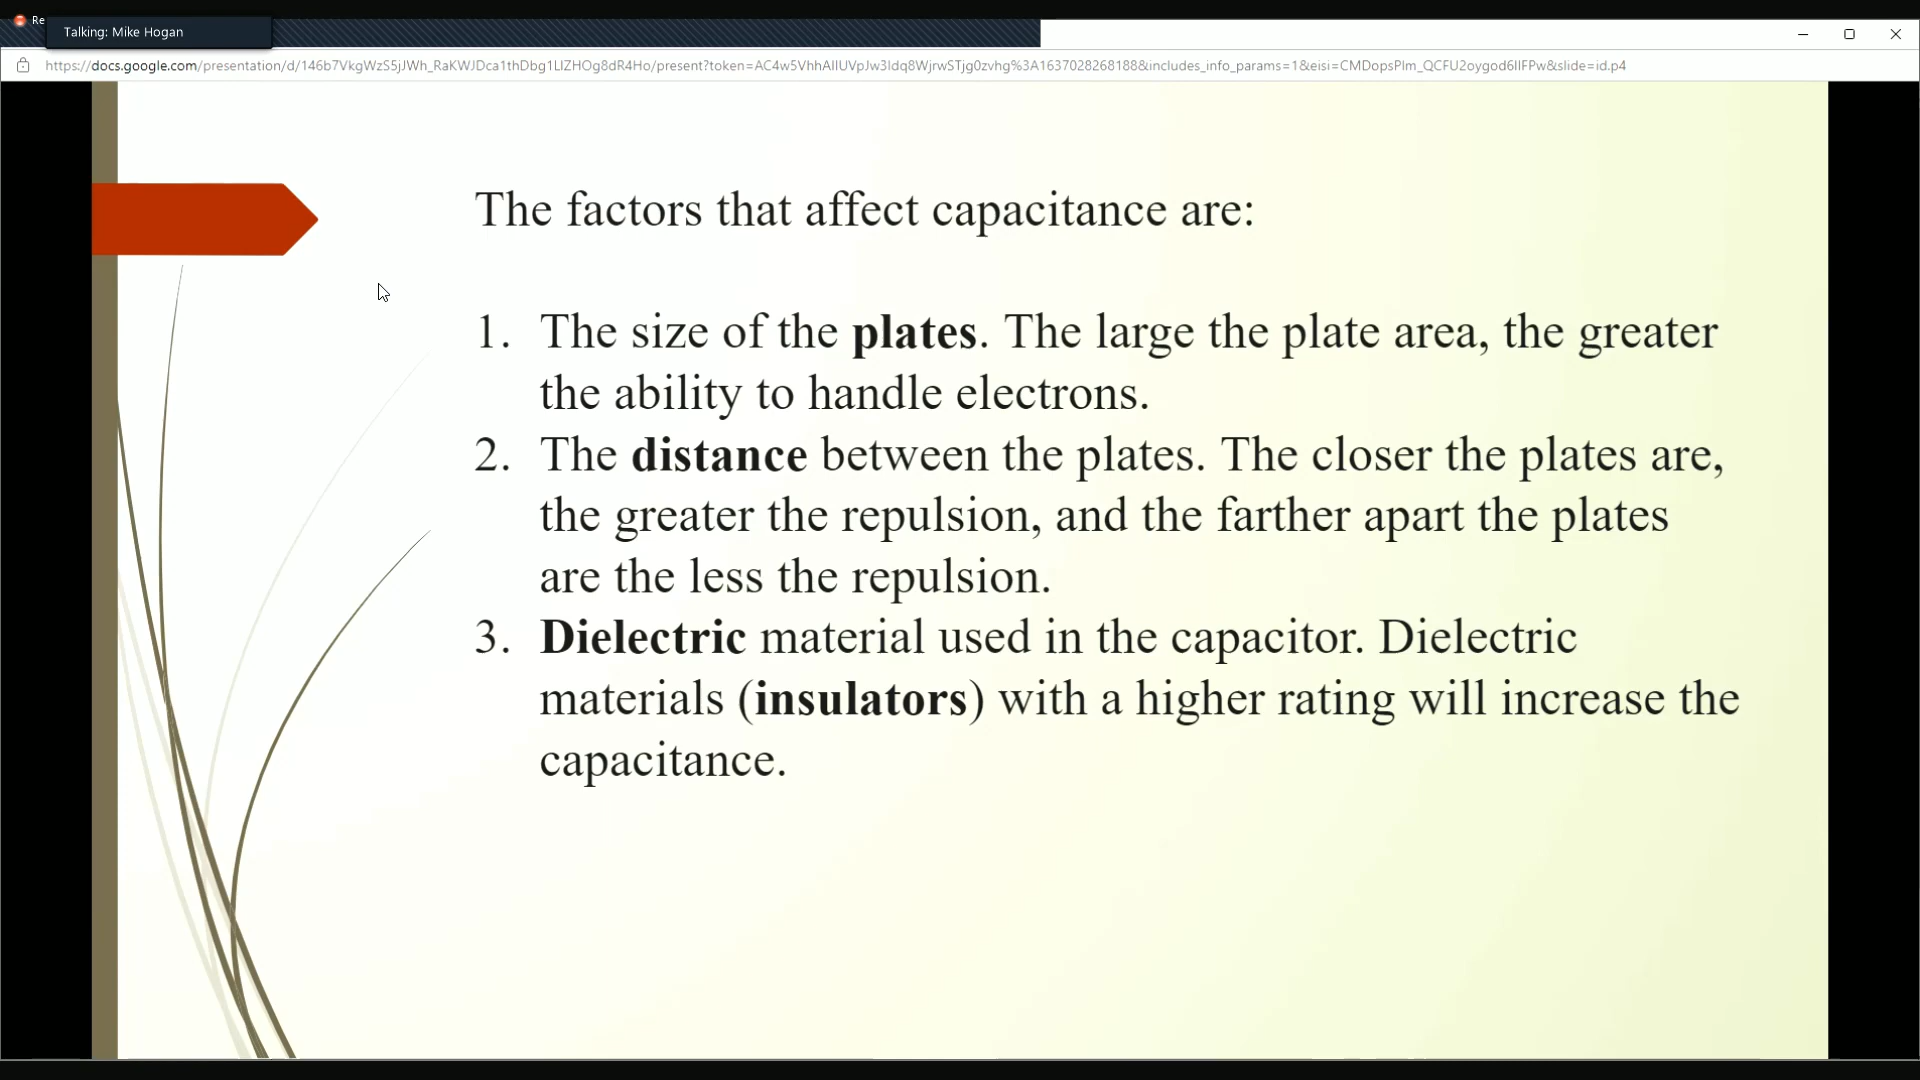 Re
Talking: Mike Hogan
https://docs.google.com/presentation/d/146b7VkgWzS5jJWh_RaKWJDca1thDbg1LIZHOg8dR4Ho/present?token=AC4w5VhhAIIUVpJw3Idq8WjrwSTjg0zvhg%3A1637028268188&includes_info_params=1&eisi=CMDopsPIm_QCFU2oygod6IIFPw&slide=id.p4
The factors that affect capacitance are:
1. The size of the plates. The large the plate area, the greater
the ability to handle electrons.
2. The distance between the plates. The closer the plates are,
the greater the repulsion, and the farther apart the plates
are the less the repulsion.
3. Dielectric material used in the capacitor. Dielectric
materials (insulators) with a higher rating will increase the
capacitance.